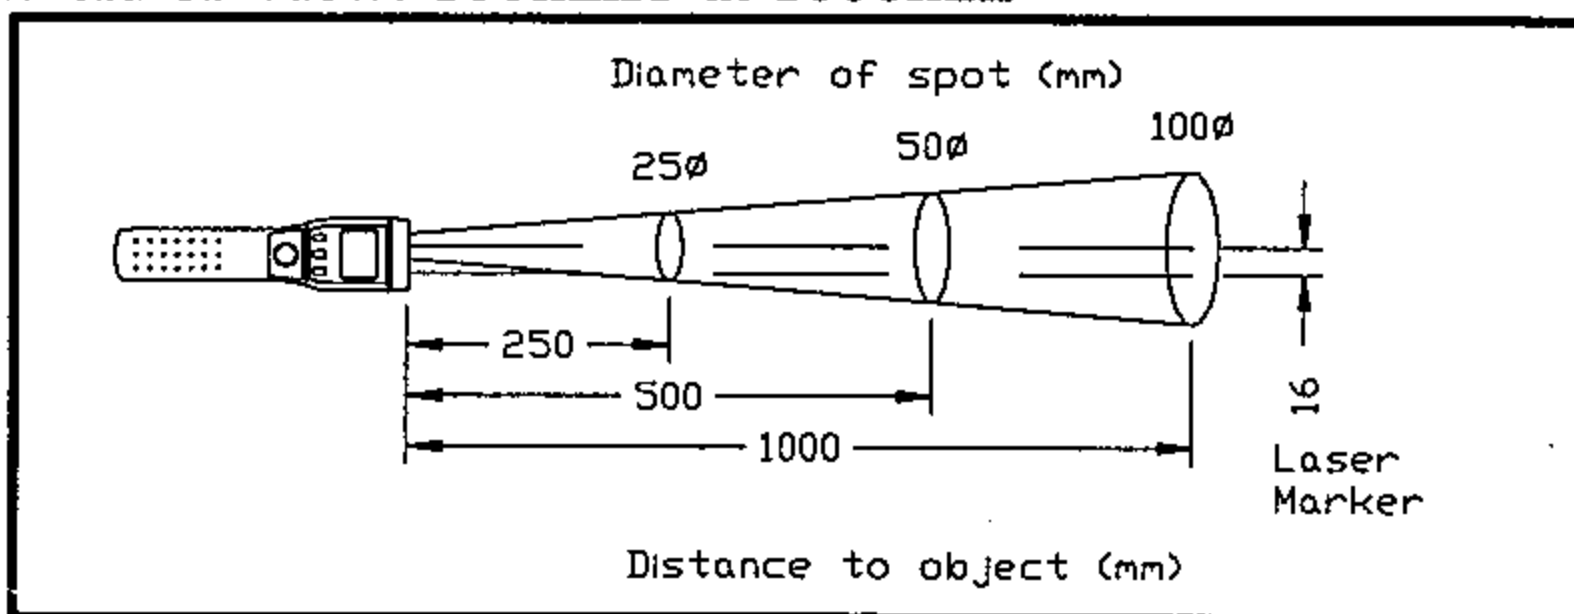 Diameter of spot (mm)
25ø
50ø
100ø
250
500
1000
16
Laser
Marker
Distance to object (mm)